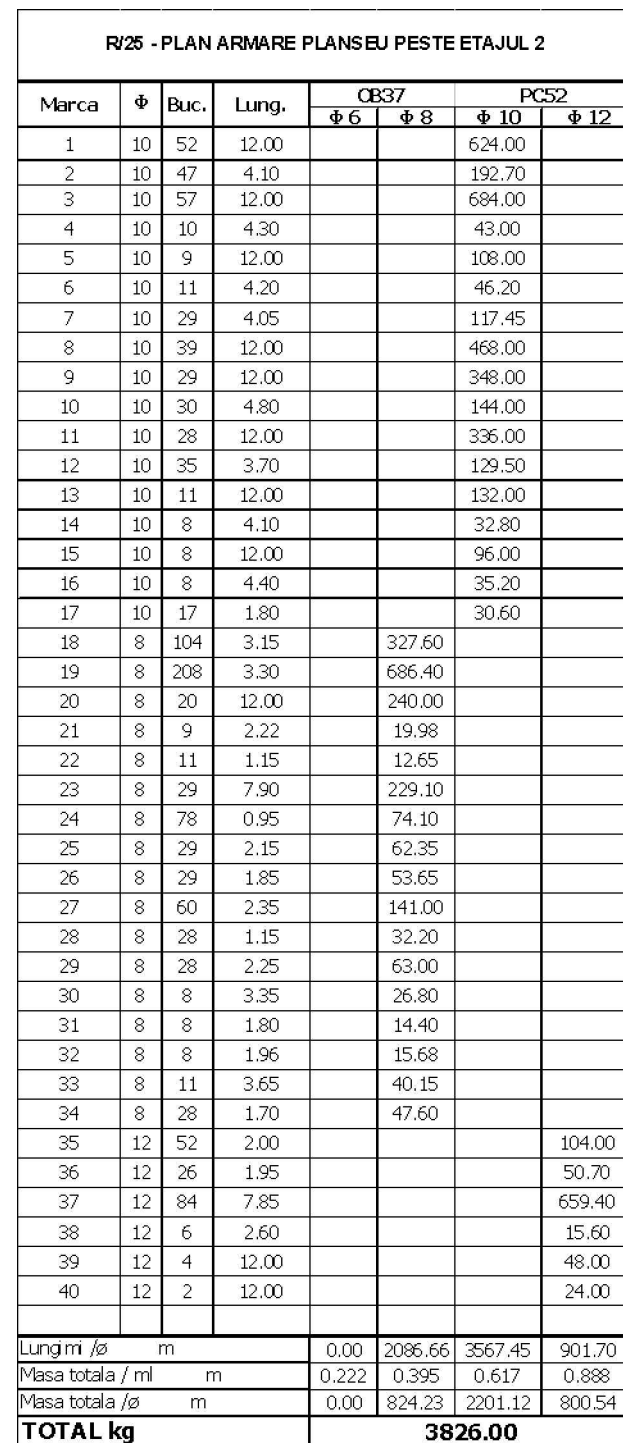 R/25 - PLAN ARMARE PLANSEU PESTE ETAJUL 2
Marca Φ Buc. Lung. OB37 PC52
Φ 6 Φ 8 Φ 10 Φ 12
1 10 52 12.00 624.00
2 10 47 4.10 192.70
3 10 57 12.00 684.00
4 10 10 4.30 43.00
5 10 9 12.00 108.00
6 10 11 4.20 46.20
7 10 29 4.05 117.45
8 10 39 12.00 468.00
9 10 29 12.00 348.00
10 10 30 4.80 144.00
11 10 28 12.00 336.00
12 10 35 3.70 129.50
13 10 11 12.00 132.00
14 10 8 4.10 32.80
15 10 8 12.00 96.00
16 10 8 4.40 35.20
17 10 17 1.80 30.60
18 8 104 3.15 327.60
19 8 208 3.30 686.40
20 8 20 12.00 240.00
21 8 9 2.22 19.98
22 8 11 1.15 12.65
23 8 29 7.90 229.10
24 8 78 0.95 74.10
25 8 29 2.15 62.35
26 8 29 1.85 53.65
27 8 60 2.35 141.00
28 8 28 1.15 32.20
29 8 28 2.25 63.00
30 8 8 3.35 26.80
31 8 8 1.80 14.40
32 8 8 1.96 15.68
33 8 11 3.65 40.15
34 8 28 1.70 47.60
35 12 52 2.00 104.00
36 12 26 1.95 50.70
37 12 84 7.85 659.40
38 12 6 2.60 15.60
39 12 4 12.00 48.00
40 12 2 12.00 24.00
Lungimi /ø m 0.00 2086.66 3567.45 901.70
Masa totala / ml m 0.222 0.395 0.617 0.888
Masa totala /ø m 0.00 824.23 2201.12 800.54
TOTAL kg 3826.00